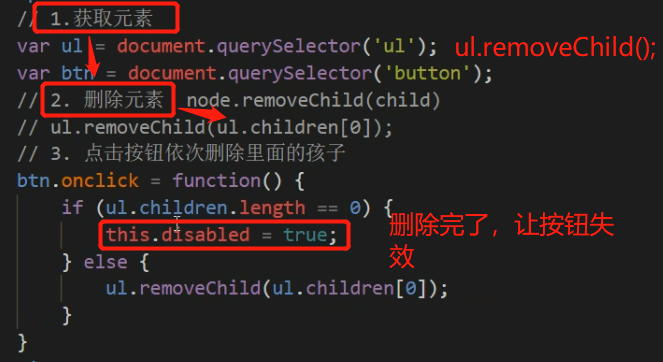 // 1.获取元素
var ul = document.querySelector('ul'); ul.removeChild();
var btn = document.querySelector('button');
// 2. 删除元素 node.removeChild(child)
// ul.removeChild(ul.children[0]);
// 3. 点击按钮依次删除里面的孩子
btn.onclick = function() {
if (ul.children.length == 0) {
this.disabled = true;
删除完了，让按钮失
效
} else {
ul.removeChild(ul.children[0]);
}
}